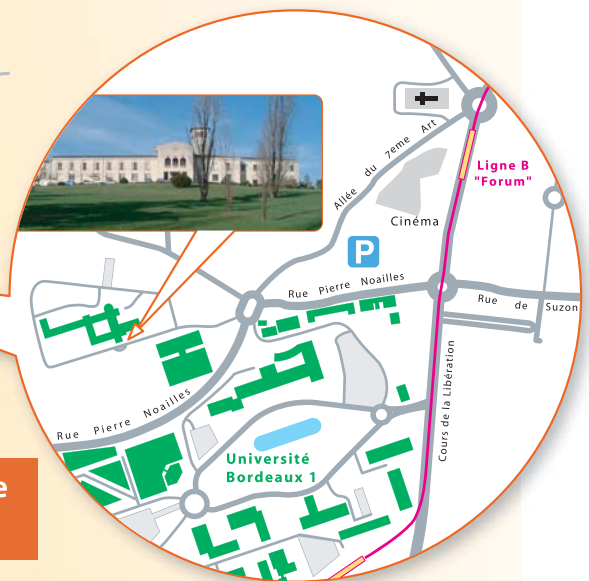 Allée du 7eme Art
Ligne B
"Forum"
Cinéma
P
Rue Pierre Noailles
Rue de Suzon
Cours de la Libération
Rue Pierre Noailles
Université
Bordeaux 1
e